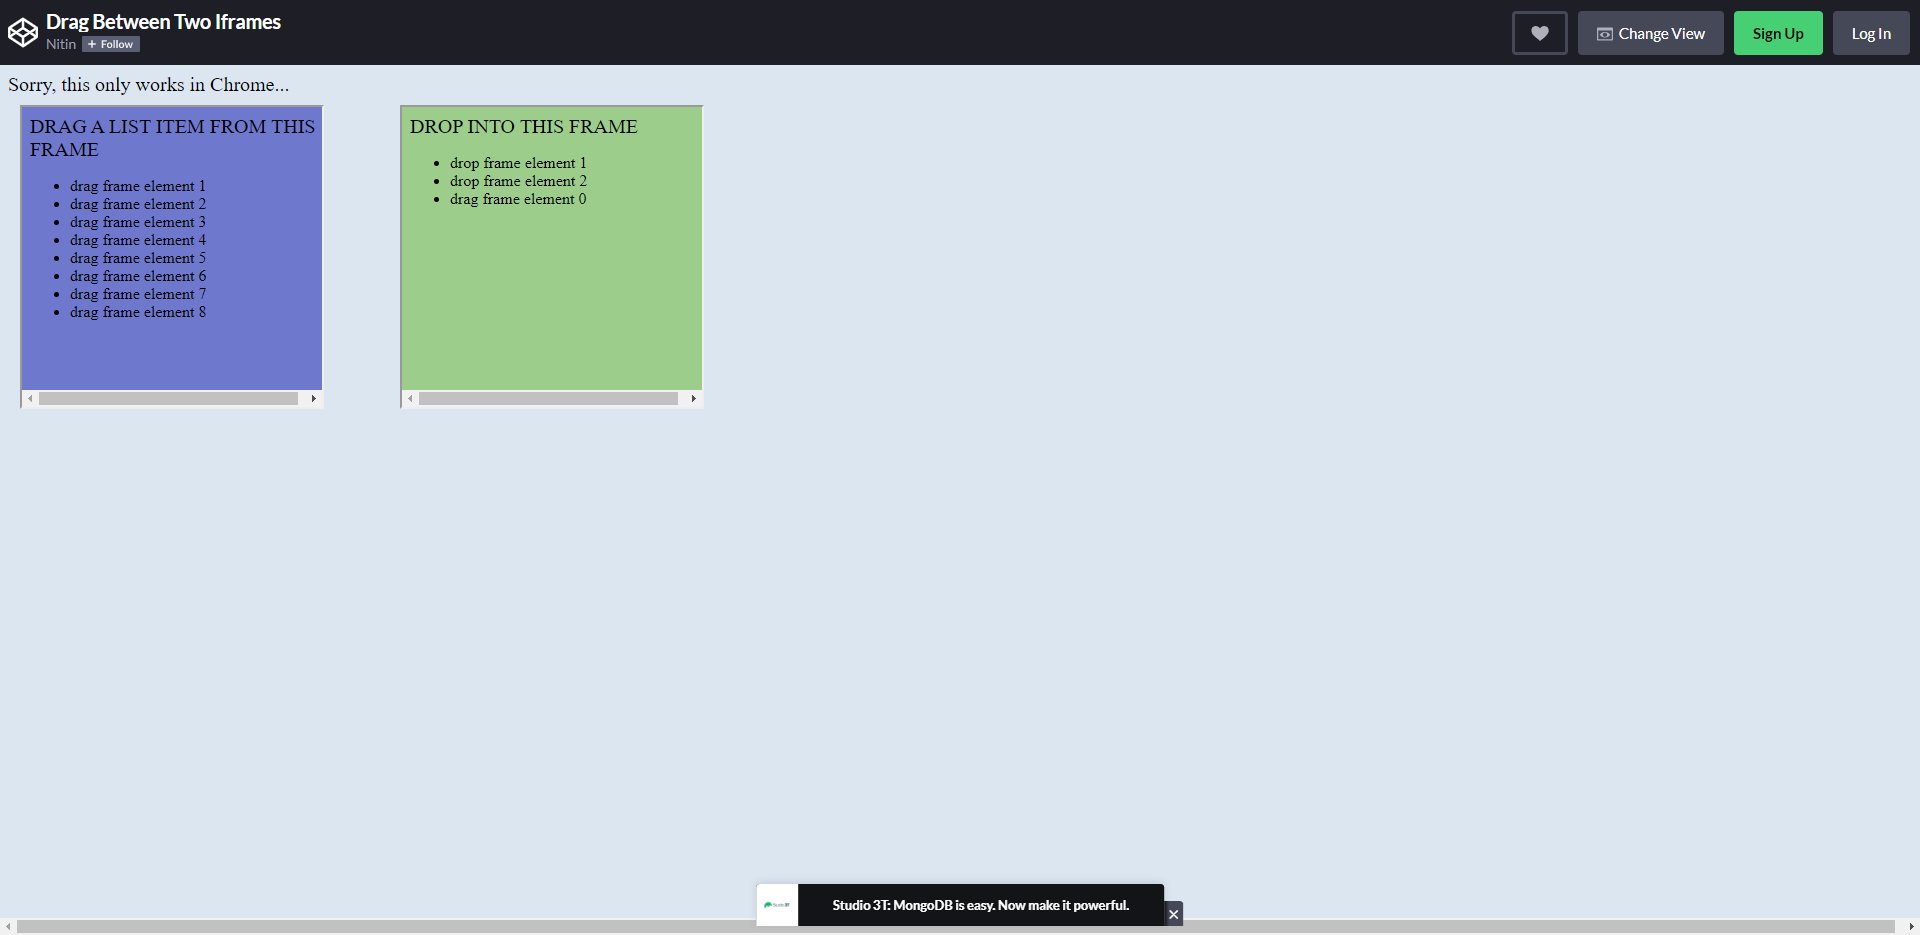 Drag Between Two Iframes
Nitin + Follow
Change View
Sign Up
Log In
Sorry, this only works in Chrome...
DRAG A LIST ITEM FROM THIS
FRAME
drag frame element 1
drag frame element 2
drag frame element 3
drag frame element 4
drag frame element 5
drag frame element 6
drag frame element 7
drag frame element 8
DROP INTO THIS FRAME
drop frame element 1
drop frame element 2
drag frame element 0
Studio 3T
Studio 3T: MongoDB is easy. Now make it powerful.